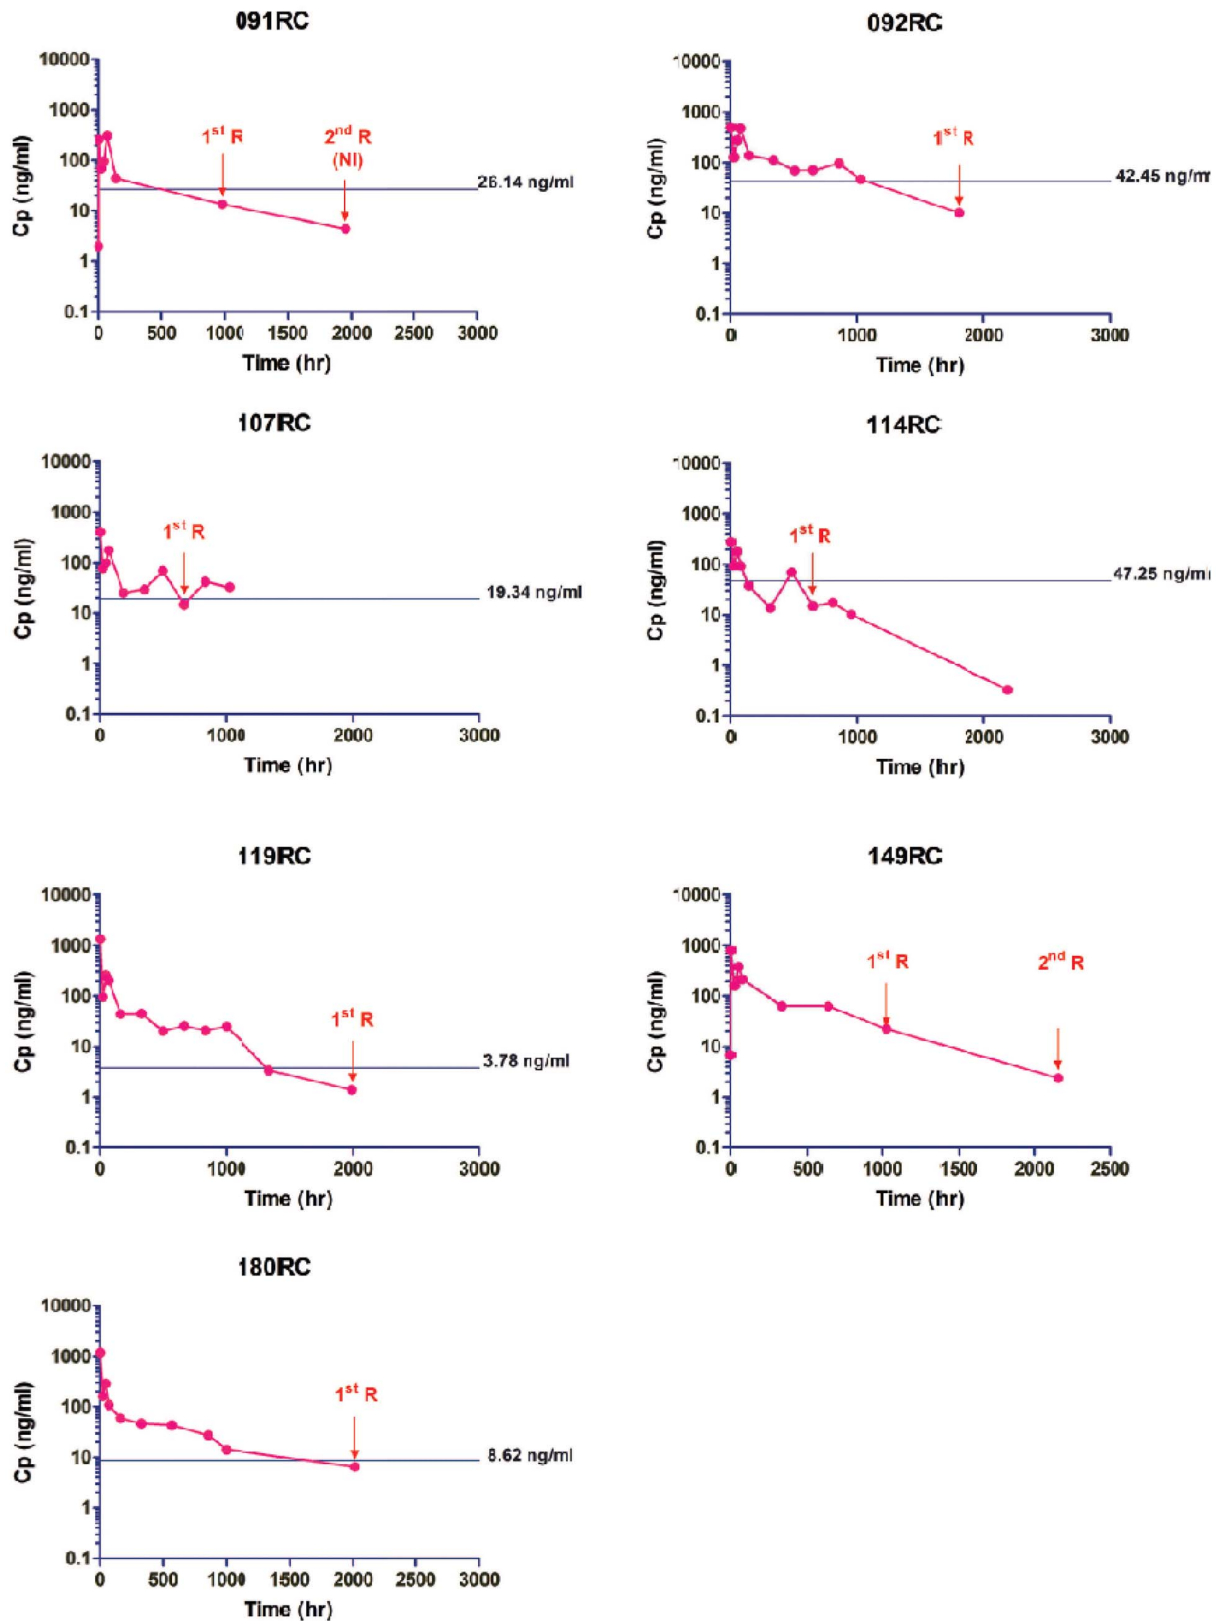 091RC
10000
1000
100
10
1
0.1
Cp (ng/ml)
1st R
2nd R
(NI)
26.14 ng/ml
0 500 1000 1500 2000 2500 3000
Time (hr)
092RC
10000
1000
100
10
1
0.1
Cp (ng/ml)
1st R
42.45 ng/m
0 1000 2000 3000
Time (hr)
107RC
10000
1000
100
10
1
0.1
Cp (ng/ml)
1st R
19.34 ng/ml
0 1000 2000 3000
Time (hr)
114RC
10000
1000
100
10
1
0.1
Cp (ng/ml)
1st R
47.25 ng/ml
0 1000 2000 3000
Time (hr)
119RC
10000
1000
100
10
1
0.1
Cp (ng/ml)
1st R
3.78 ng/ml
0 1000 2000 3000
Time (hr)
149RC
10000
1000
100
10
1
0.1
Cp (ng/ml)
1st R
2nd R
0 500 1000 1500 2000 2500
Time (hr)
180RC
10000
1000
100
10
1
0.1
Cp (ng/ml)
1st R
8.62 ng/ml
0 500 1000 1500 2000 2500 3000
Time (hr)